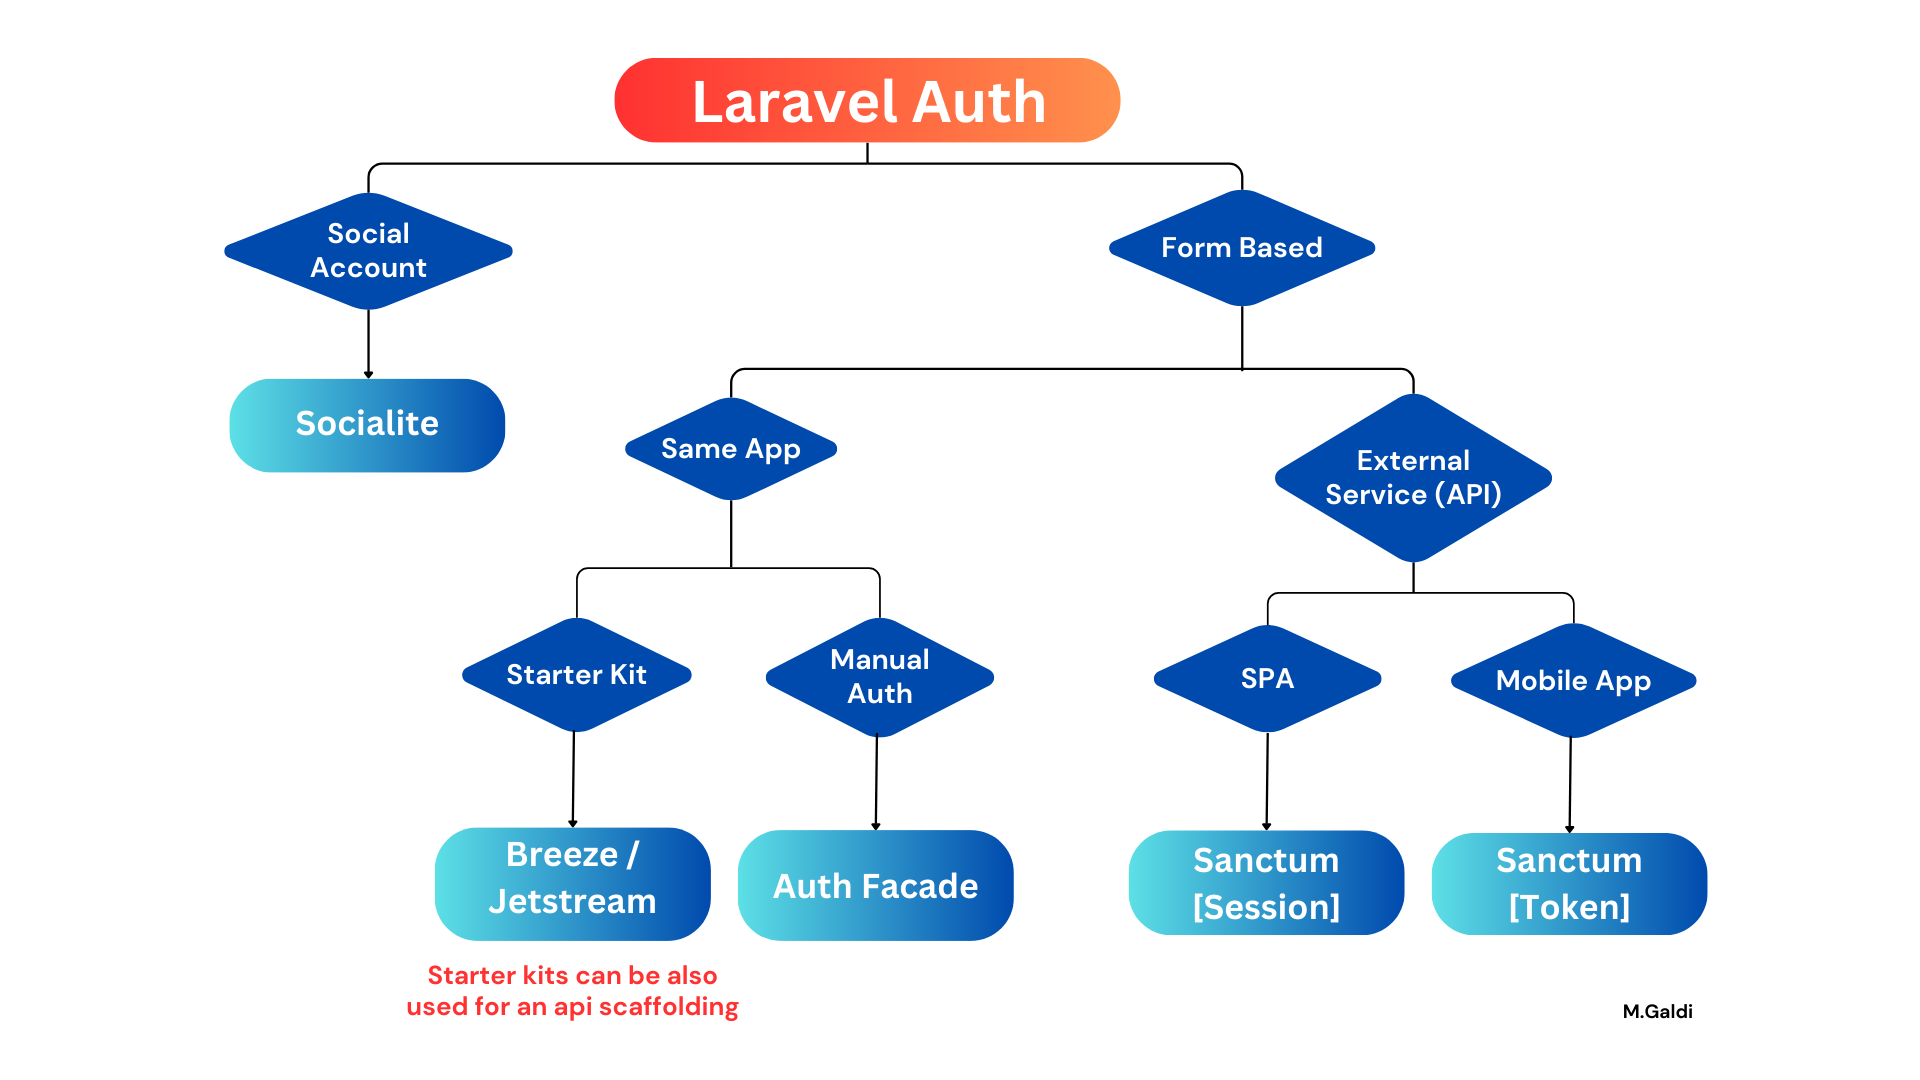 Laravel Auth
Social
Account
Form Based
Socialite
Same App
External
Service (API)
Starter Kit
Manual
Auth
SPA
Mobile App
Breeze /
Jetstream
Auth Facade
Sanctum
[Session]
Sanctum
[Token]
Starter kits can be also
used for an api scaffolding
M.Galdi